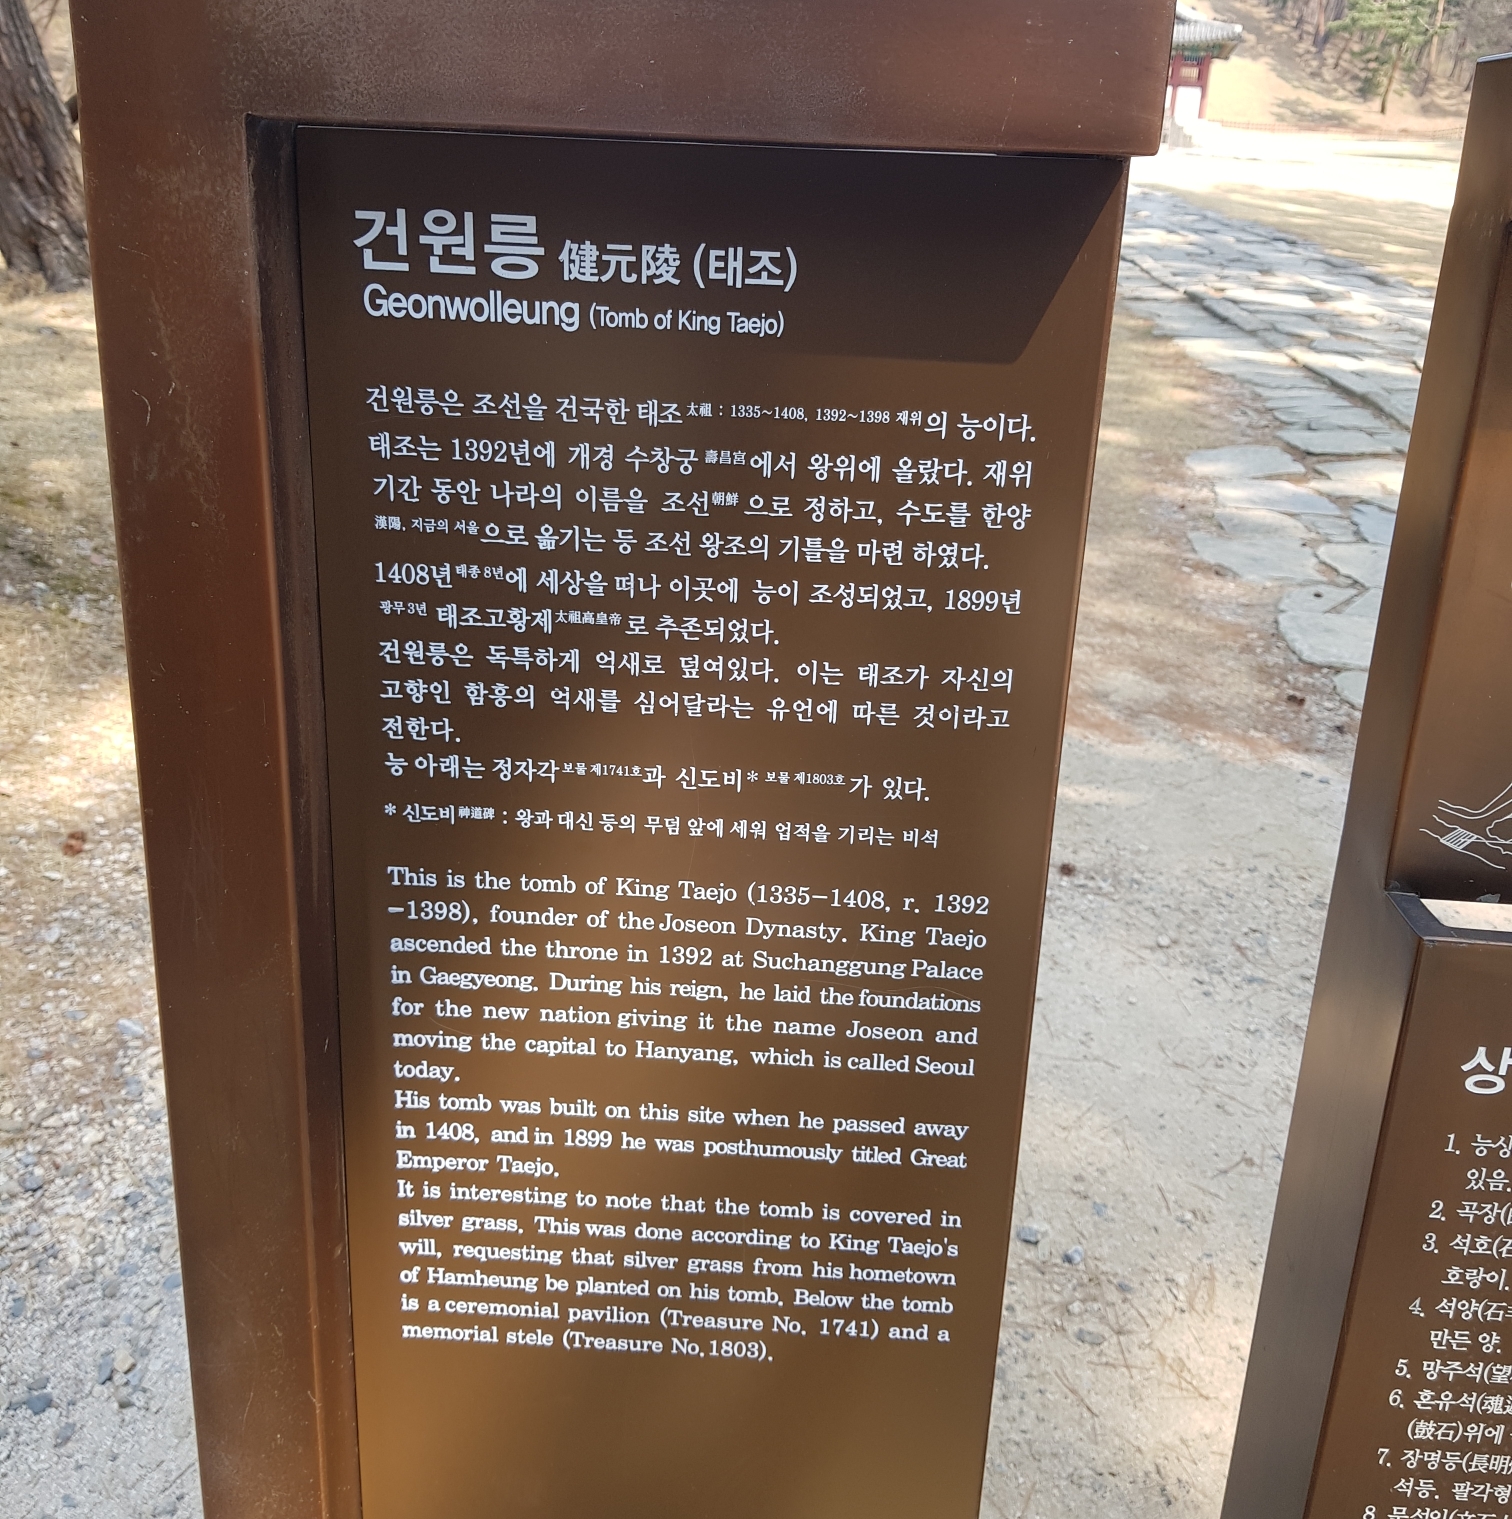 건원릉 健元陵 (태조)
Geonwolleung (Tomb of King Taejo)
건원릉은 조선을 건국한 태조 太祖 : 1335~1408, 1392~1398 재위의 능이다.
태조는 1392년에 개경 수창궁 壽昌宮에서 왕위에 올랐다. 재위
기간 동안 나라의 이름을 조선朝鮮으로 정하고, 수도를 한양
漢陽, 지금의 서울으로 옮기는 등 조선 왕조의 기틀을 마련 하였다.
1408년 태종 8년에 세상을 떠나 이곳에 능이 조성되었고, 1899년
광무 3년 태조고황제太祖高皇帝로 추존되었다.
건원릉은 독특하게 억새로 덮여있다. 이는 태조가 자신의
고향인 함흥의 억새를 심어달라는 유언에 따른 것이라고
전한다.
능 아래는 정자각 보물 제1741호과 신도비* 보물 제1803호가 있다.
* 신도비神道碑 : 왕과 대신 등의 무덤 앞에 세워 업적을 기리는 비석
This is the tomb of King Taejo (1335-1408, r. 1392
-1398), founder of the Joseon Dynasty. King Taejo
ascended the throne in 1392 at Suchanggung Palace
in Gaegyeong. During his reign, he laid the foundations
for the new nation giving it the name Joseon and
moving the capital to Hanyang, which is called Seoul
today.
His tomb was built on this site when he passed away
in 1408, and in 1899 he was posthumously titled Great
Emperor Taejo.
It is interesting to note that the tomb is covered in
silver grass. This was done according to King Taejo's
will, requesting that silver grass from his hometown
of Hamheung be planted on his tomb. Below the tomb
is a ceremonial pavilion (Treasure No. 1741) and a
memorial stele (Treasure No. 1803).
상
1. 능상
있음.
2. 곡장(
3. 석호(石
호랑이.
4. 석양(石羊
만든 양.
5. 망주석(望
6. 혼유석(魂遊
(鼓石)위에
7. 장명등(長明
석등. 팔각형
8.